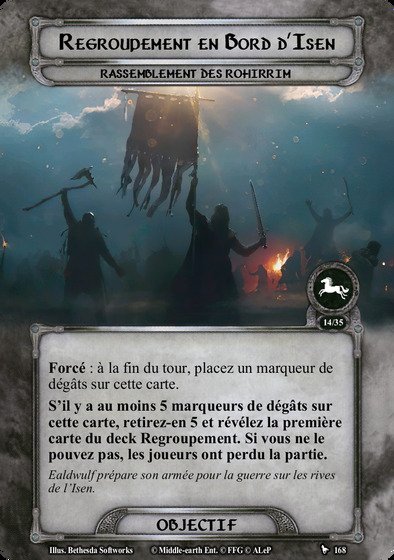 Regroupement en Bord d'Isen
Rassemblement des Rohirrim
14/35
Forcé : à la fin du tour, placez un marqueur de
dégâts sur cette carte.
S'il y a au moins 5 marqueurs de dégâts sur
cette carte, retirez-en 5 et révélez la première
carte du deck Regroupement. Si vous ne le
pouvez pas, les joueurs ont perdu la partie.
Ealdwulf prépare son armée pour la guerre sur les rives
de l'Isen.
Objectif
Illus. Bethesda Softworks © Middle-earth Ent. © FFG © ALeP 168